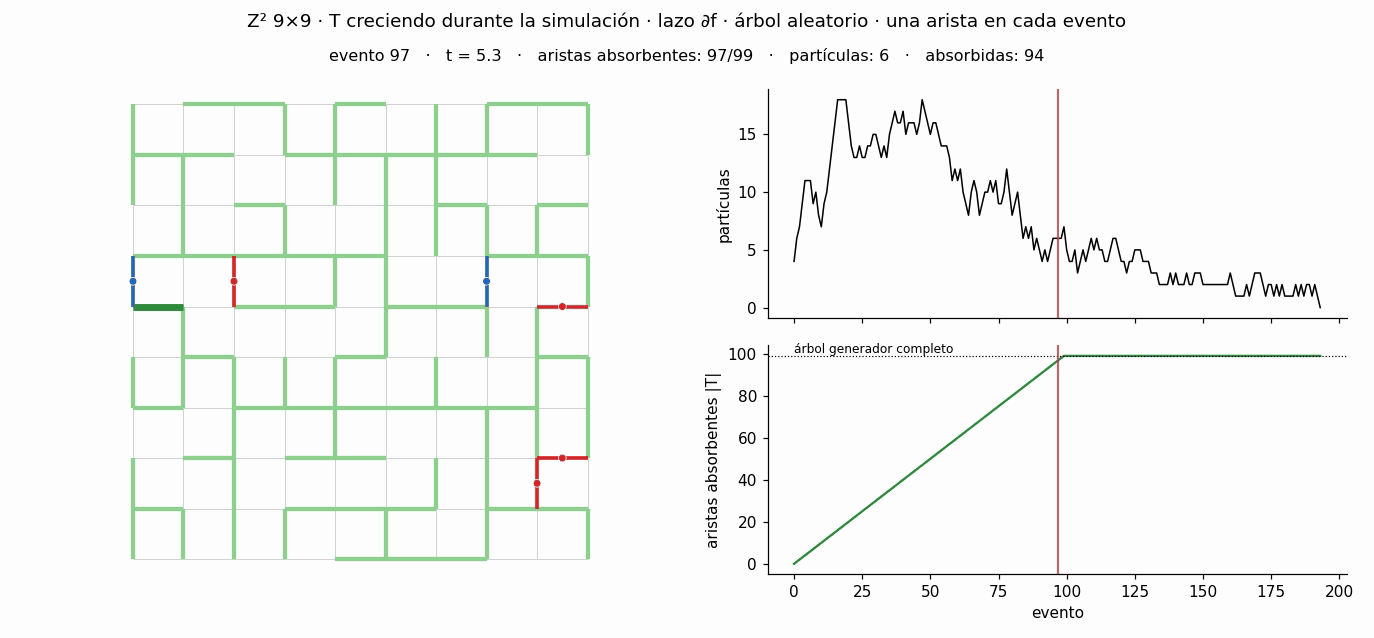 Z² 9×9 · T creciendo durante la simulación · lazo ∂f · árbol aleatorio · una arista en cada evento
evento 97 · t = 5.3 · aristas absorbentes: 97/99 · partículas: 6 · absorbidas: 94
partículas
15
10
5
0
aristas absorbentes |T|
árbol generador completo
100
80
60
40
20
0
0 25 50 75 100 125 150 175 200
evento